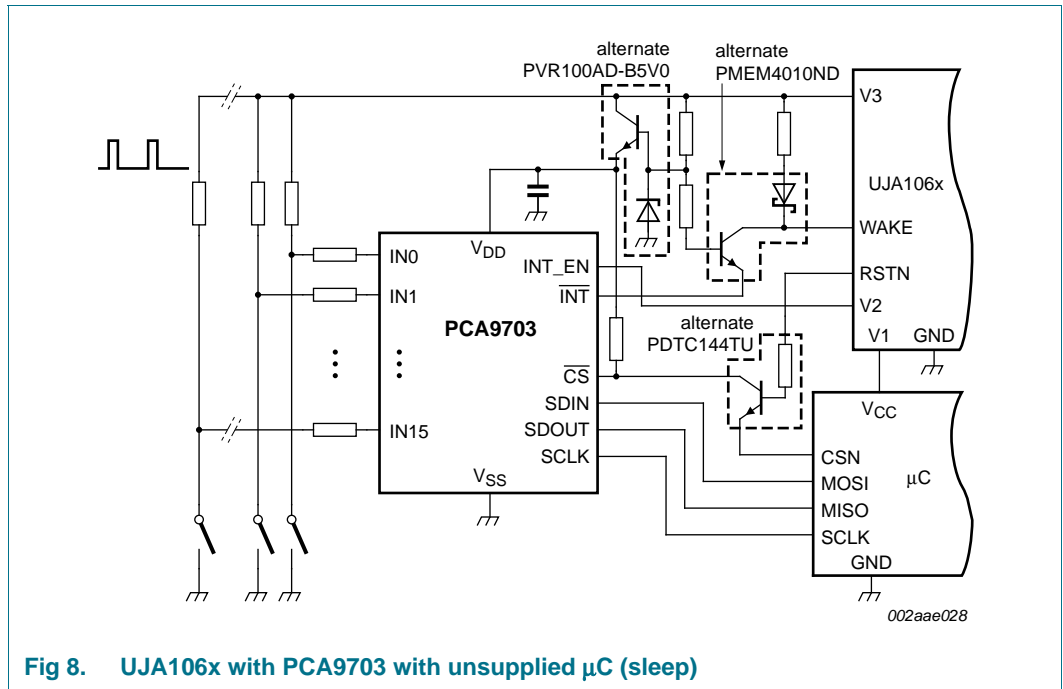 alternate
PVR100AD-B5V0
alternate
PMEM4010ND
V3
UJA106x
WAKE
RSTN
V2
V1
GND
VDD
IN0
IN1
IN15
PCA9703
INT_EN
INT
CS
SDIN
SDOUT
SCLK
VSS
alternate
PDTC144TU
VCC
CSN
MOSI
MISO
SCLK
μC
GND
002aae028
Fig 8. UJA106x with PCA9703 with unsupplied μC (sleep)